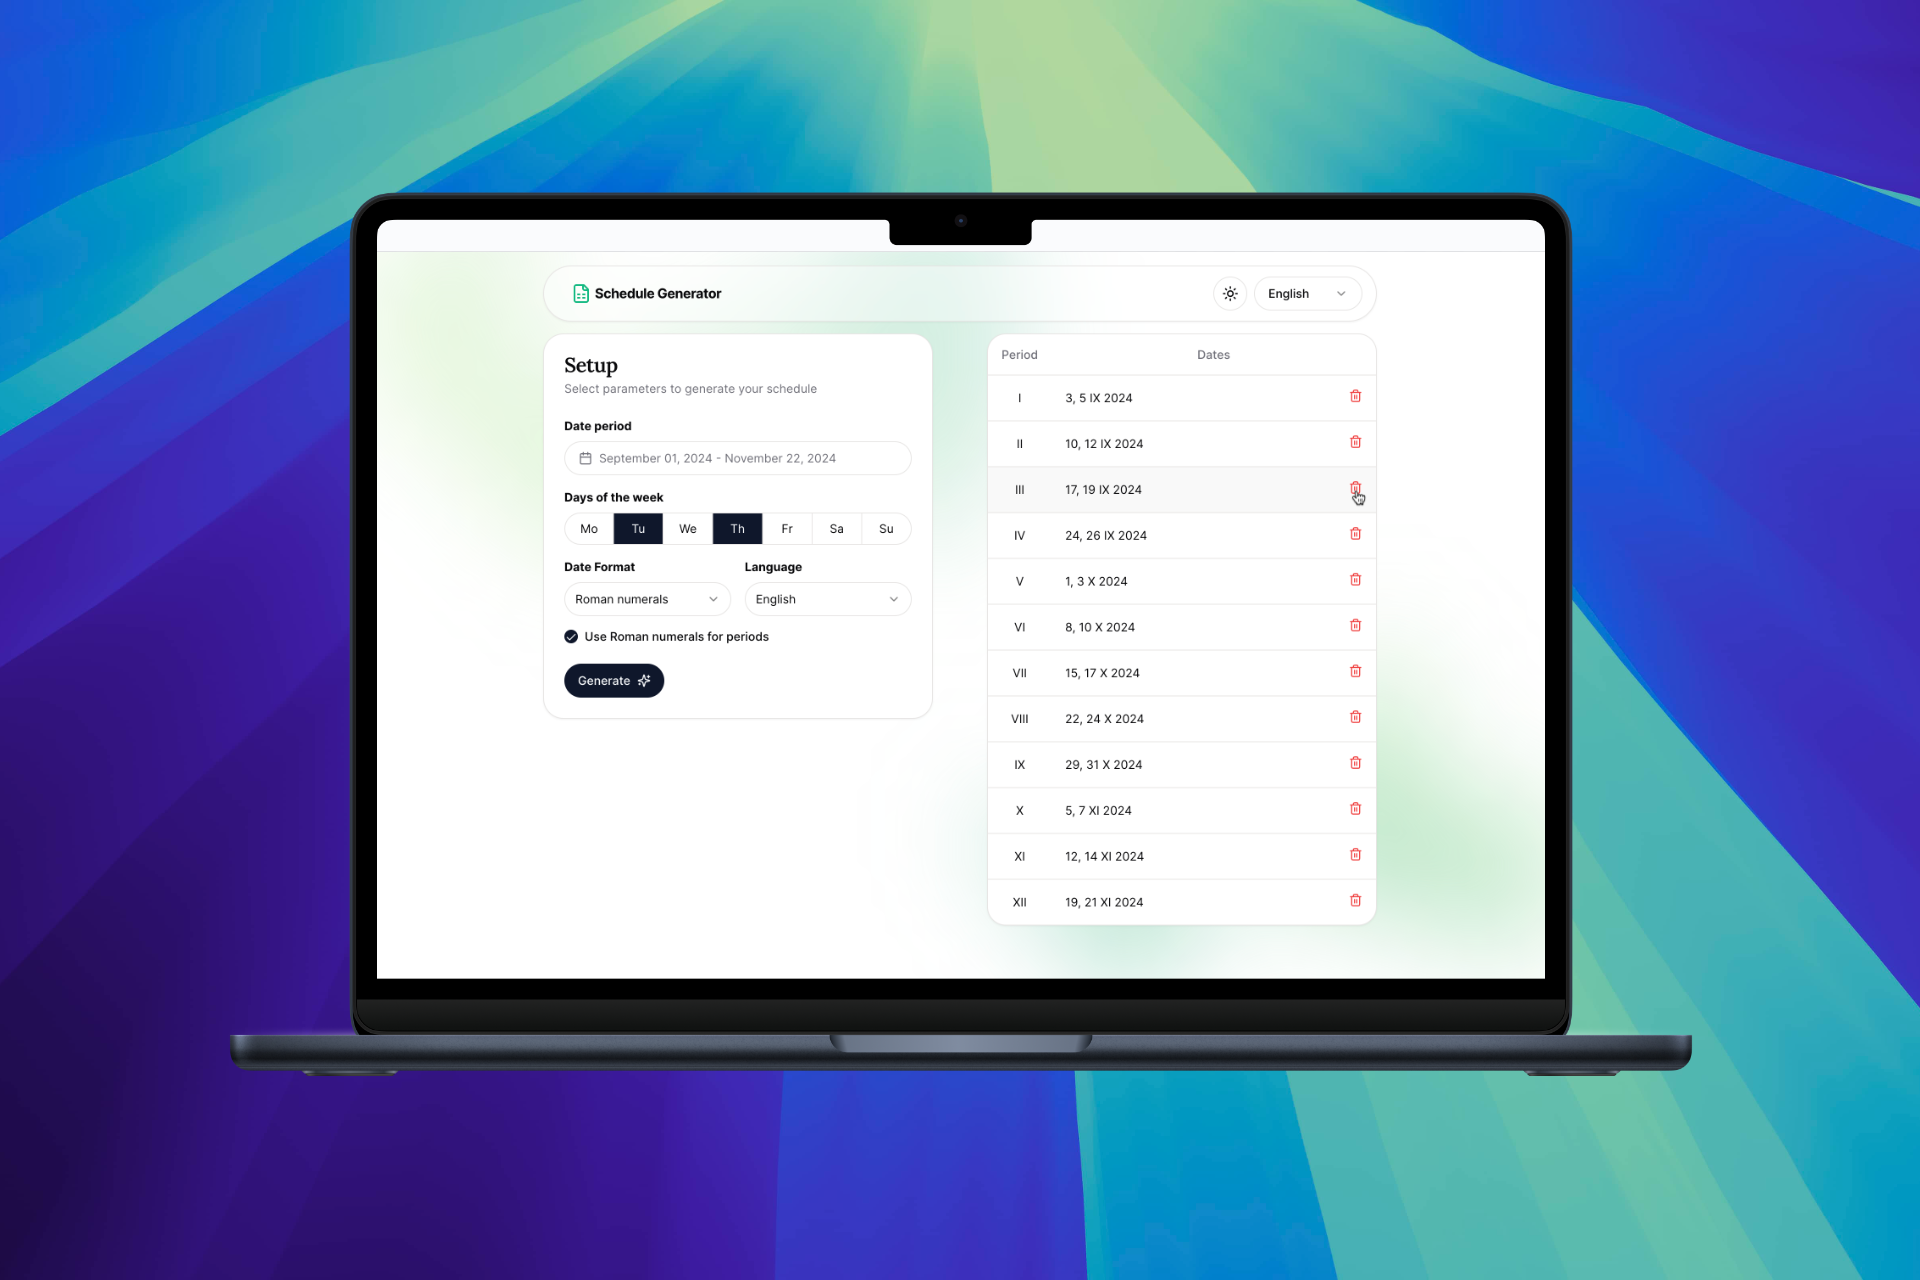 Schedule Generator
English
Setup
Select parameters to generate your schedule
Date period
September 01, 2024 - November 22, 2024
Days of the week
Mo Tu We Th Fr Sa Su
Date Format Language
Roman numerals English
Use Roman numerals for periods
Generate
Period Dates
I 3, 5 IX 2024
II 10, 12 IX 2024
III 17, 19 IX 2024
IV 24, 26 IX 2024
V 1, 3 X 2024
VI 8, 10 X 2024
VII 15, 17 X 2024
VIII 22, 24 X 2024
IX 29, 31 X 2024
X 5, 7 XI 2024
XI 12, 14 XI 2024
XII 19, 21 XI 2024